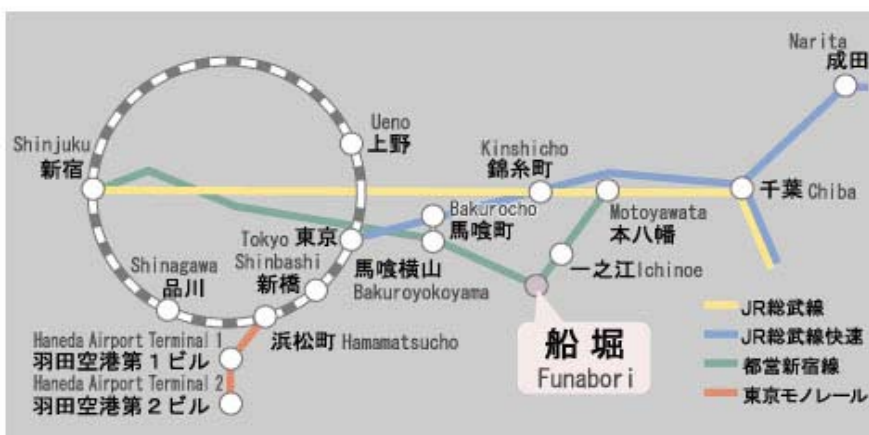 Narita
成田
Ueno
上野
Shinjuku
新宿
Kinshicho
錦糸町
千葉 Chiba
Bakurocho
馬喰町
Motoyawata
本八幡
Tokyo 東京
馬喰横山
Bakuroyokoyama
一之江 Ichinoe
Shinbashi
新橋
Shinagawa
品川
浜松町 Hamamatsucho
Haneda Airport Terminal 1
羽田空港第1ビル
Haneda Airport Terminal 2
羽田空港第2ビル
船堀
Funabori
JR総武線
JR総武線快速
都営新宿線
東京モノレール